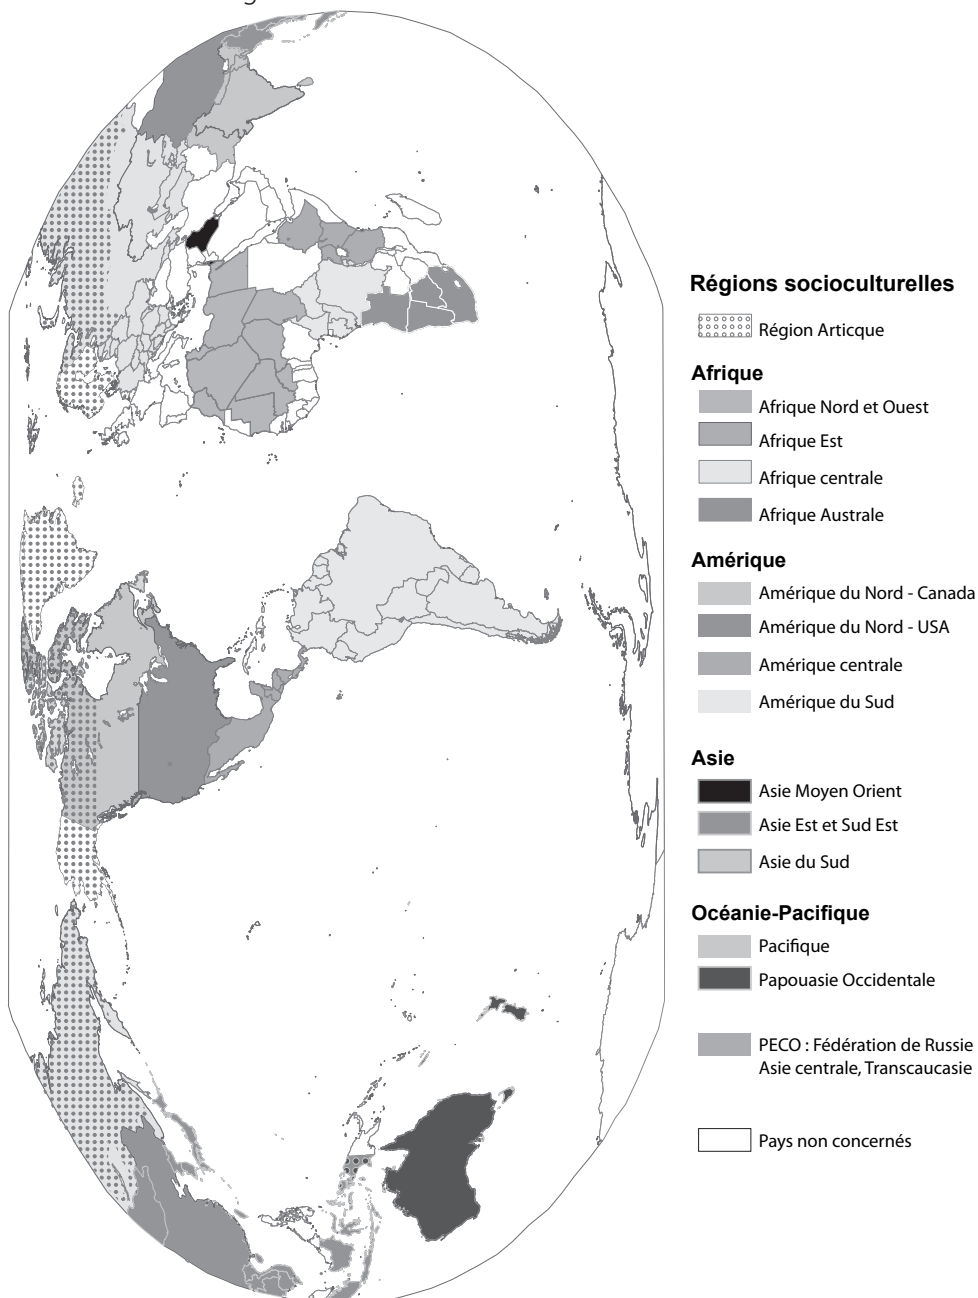 Régions socioculturelles
Région Articque
Afrique
Afrique Nord et Ouest
Afrique Est
Afrique centrale
Afrique Australe
Amérique
Amérique du Nord - Canada
Amérique du Nord - USA
Amérique centrale
Amérique du Sud
Asie
Asie Moyen Orient
Asie Est et Sud Est
Asie du Sud
Océanie-Pacifique
Pacifique
Papouasie Occidentale
PECO : Fédération de Russie
Asie centrale, Transcaucasie
Pays non concernés